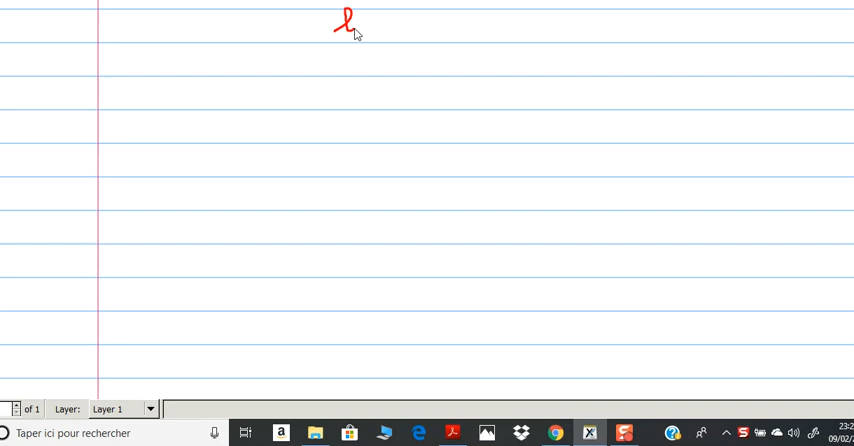 l
of 1 Layer: Layer 1
Taper ici pour rechercher
23:2
09/02/